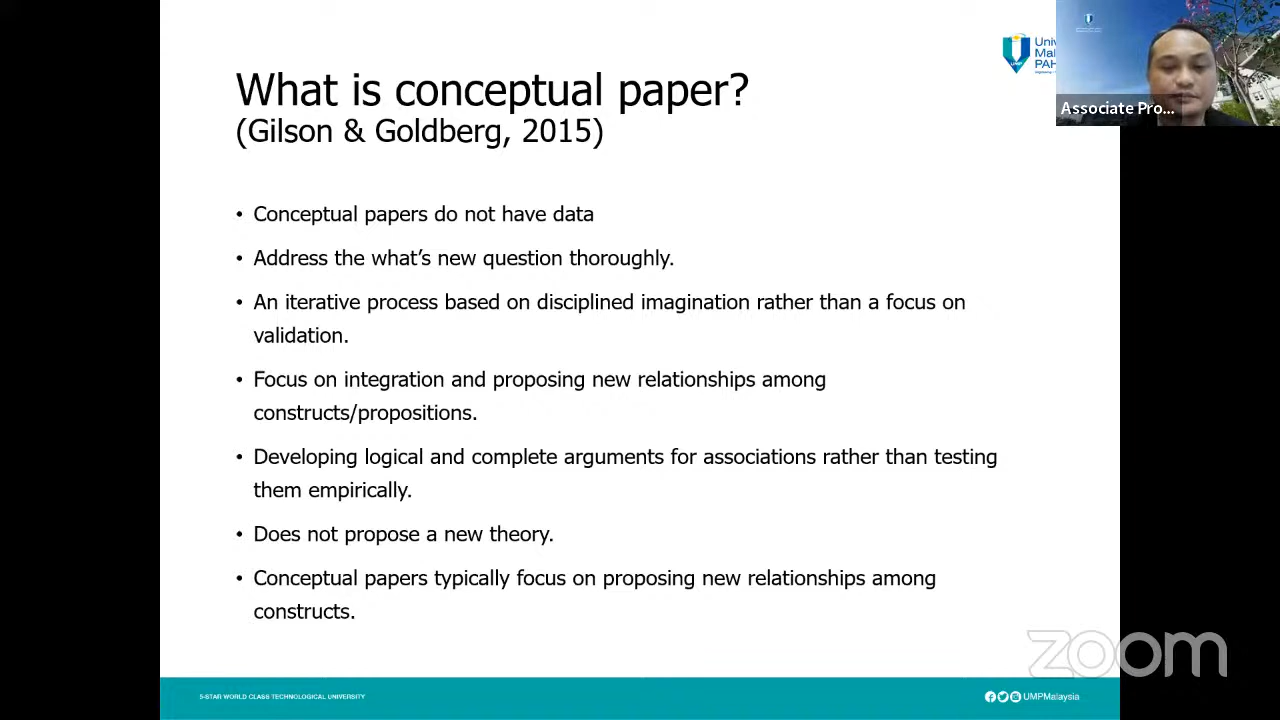 What is conceptual paper?
(Gilson & Goldberg, 2015)
• Conceptual papers do not have data
• Address the what’s new question thoroughly.
• An iterative process based on disciplined imagination rather than a focus on
validation.
• Focus on integration and proposing new relationships among
constructs/propositions.
• Developing logical and complete arguments for associations rather than testing
them empirically.
• Does not propose a new theory.
• Conceptual papers typically focus on proposing new relationships among
constructs.
Univ
Mal
PAH
UMP
Associate Pro...
zoom
5-STAR WORLD CLASS TECHNOLOGICAL UNIVERSITY
UMPMalaysia